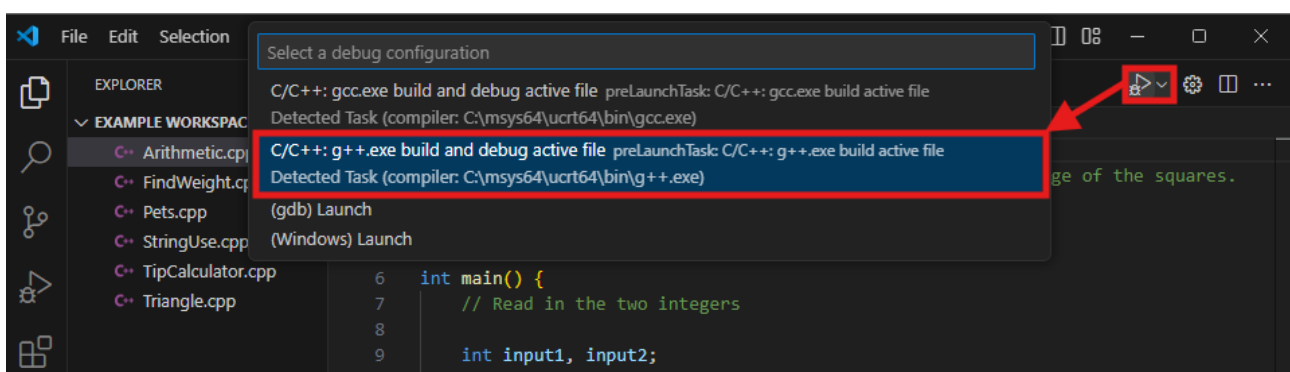 File Edit Selection
Select a debug configuration
EXPLORER
C/C++: gcc.exe build and debug active file preLaunchTask: C/C++: gcc.exe build active file
Detected Task (compiler: C:\msys64\ucrt64\bin\gcc.exe)
EXAMPLE WORKSPAC
Arithmetic.cp
C/C++: g++.exe build and debug active file preLaunchTask: C/C++: g++.exe build active file
Detected Task (compiler: C:\msys64\ucrt64\bin\g++.exe)
FindWeight.cp
ge of the squares.
Pets.cpp
(gdb) Launch
StringUse.cpp
(Windows) Launch
TipCalculator.cpp
Triangle.cpp
6 int main() {
7 // Read in the two integers
8
9 int input1, input2;